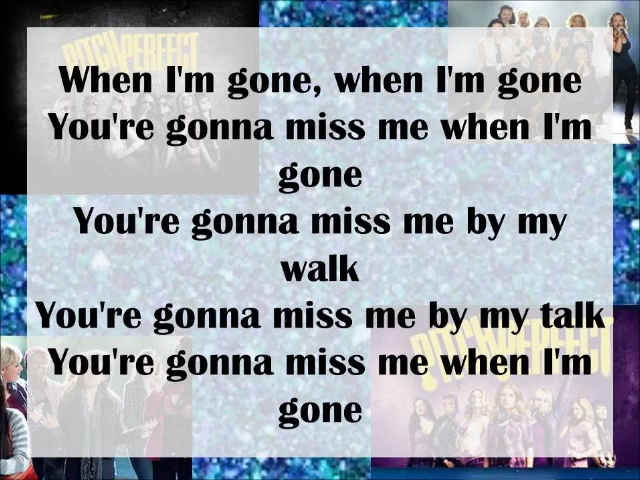 PITCH PERFECT
When I'm gone, when I'm gone
You're gonna miss me when I'm
gone
You're gonna miss me by my
walk
You're gonna miss me by my talk
You're gonna miss me when I'm
gone
PITCH PERFECT